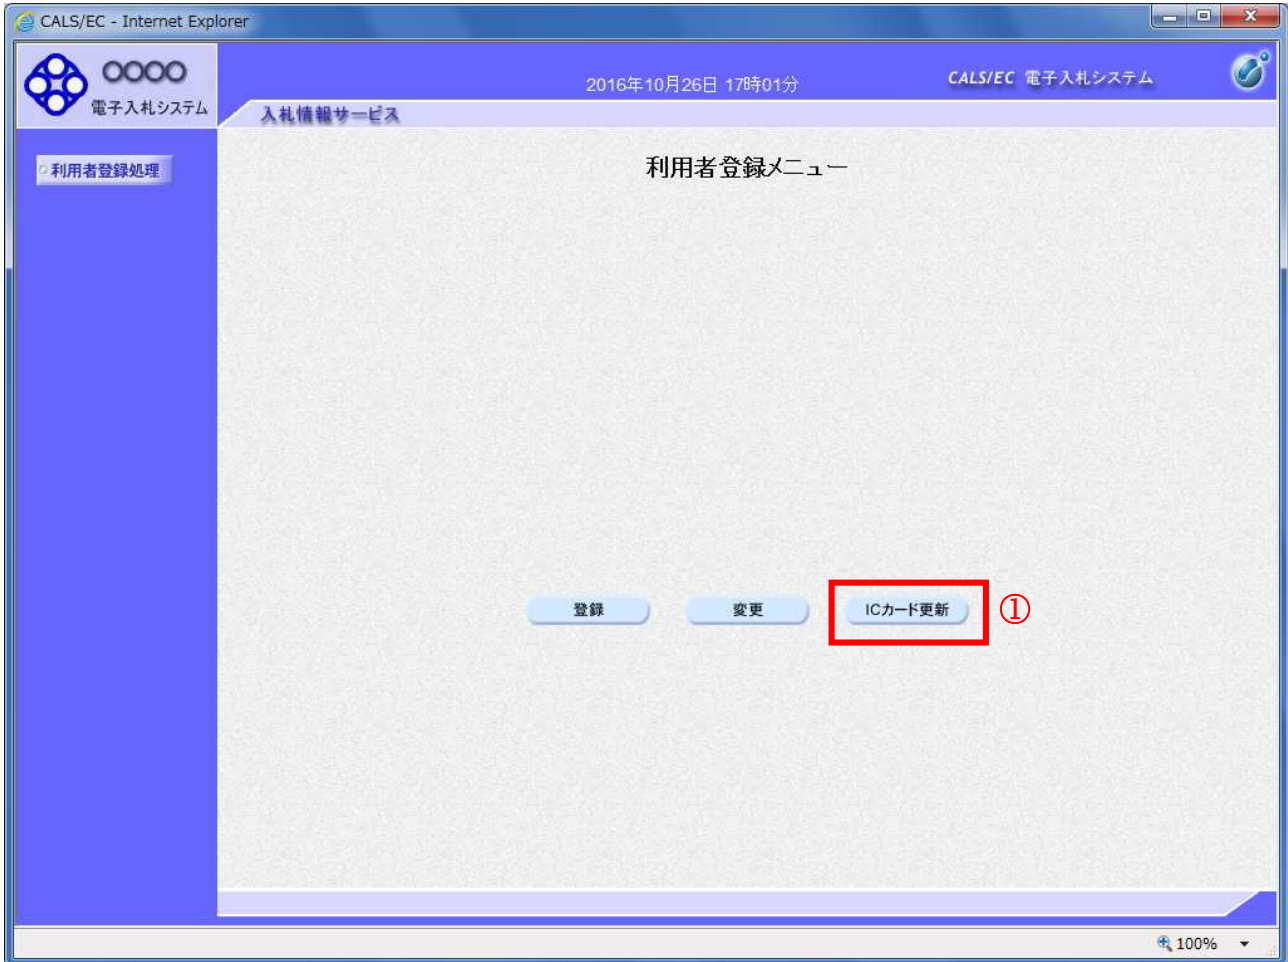 CALS/EC - Internet Explorer
〇〇〇〇
電子入札システム
2016年10月26日 17時01分
CALS/EC 電子入札システム
入札情報サービス
利用者登録処理
利用者登録メニュー
登録
変更
ICカード更新
①
100%